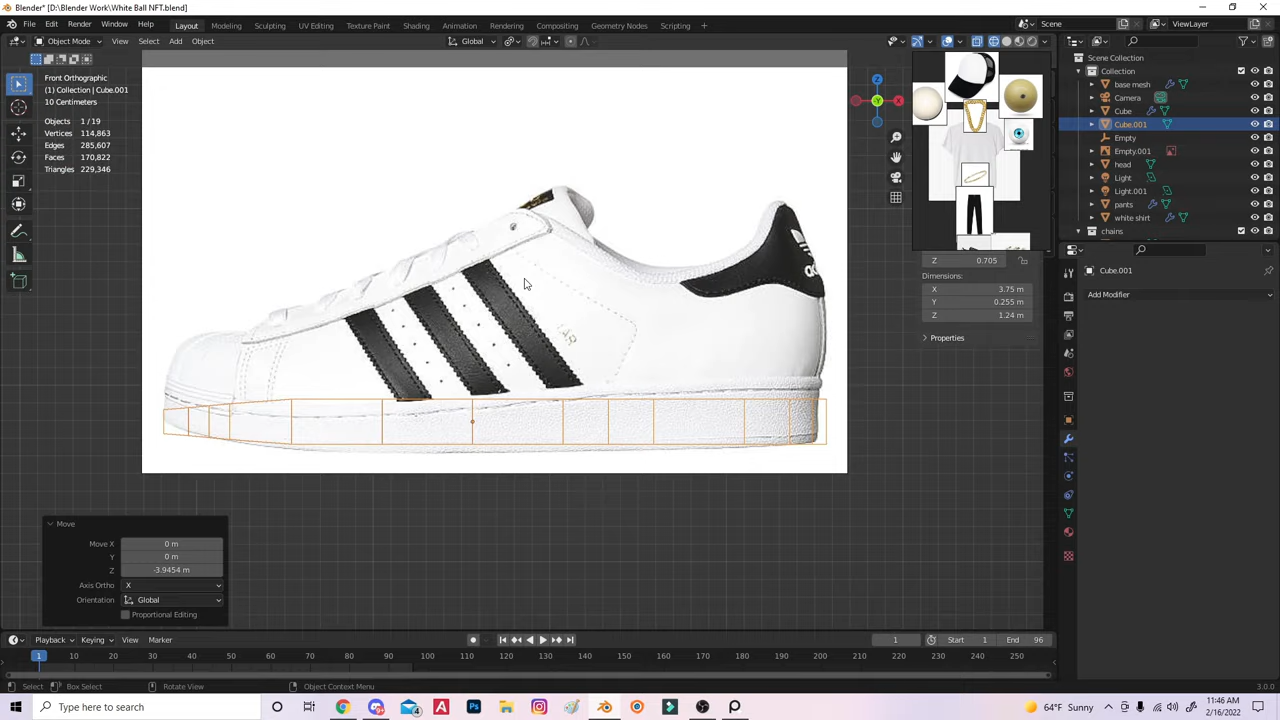 Blender* [D:\Blender Work\White Ball NFT.blend]
File Edit Render Window Help Layout Modeling Sculpting UV Editing Texture Paint Shading Animation Rendering Compositing Geometry Nodes Scripting + Scene ViewLayer
Object Mode View Select Add Object Global
Front Orthographic
(1) Collection | Cube.001
10 Centimeters
Objects 1 / 19
Vertices 114,863
Edges 285,607
Faces 170,822
Triangles 229,346
Z
Y
X
Z 0.705
Dimensions:
X 3.75 m
Y 0.255 m
Z 1.24 m
Properties
Scene Collection
Collection
base mesh
Camera
Cube
Cube.001
Empty
Empty.001
head
Light
Light.001
pants
white shirt
chains
Cube.001
Add Modifier
Move
Move X 0 m
Y 0 m
Z -3.9454 m
Axis Ortho X
Orientation Global
Proportional Editing
Playback Keying View Marker 1 Start 1 End 96
1 10 20 30 40 50 60 70 80 90 100 110 120 130 140 150 160 170 180 190 200 210 220 230 240 250
Select Box Select Rotate View Object Context Menu 3.0.0
Type here to search 4 64°F Sunny 11:46 AM
2/16/2022